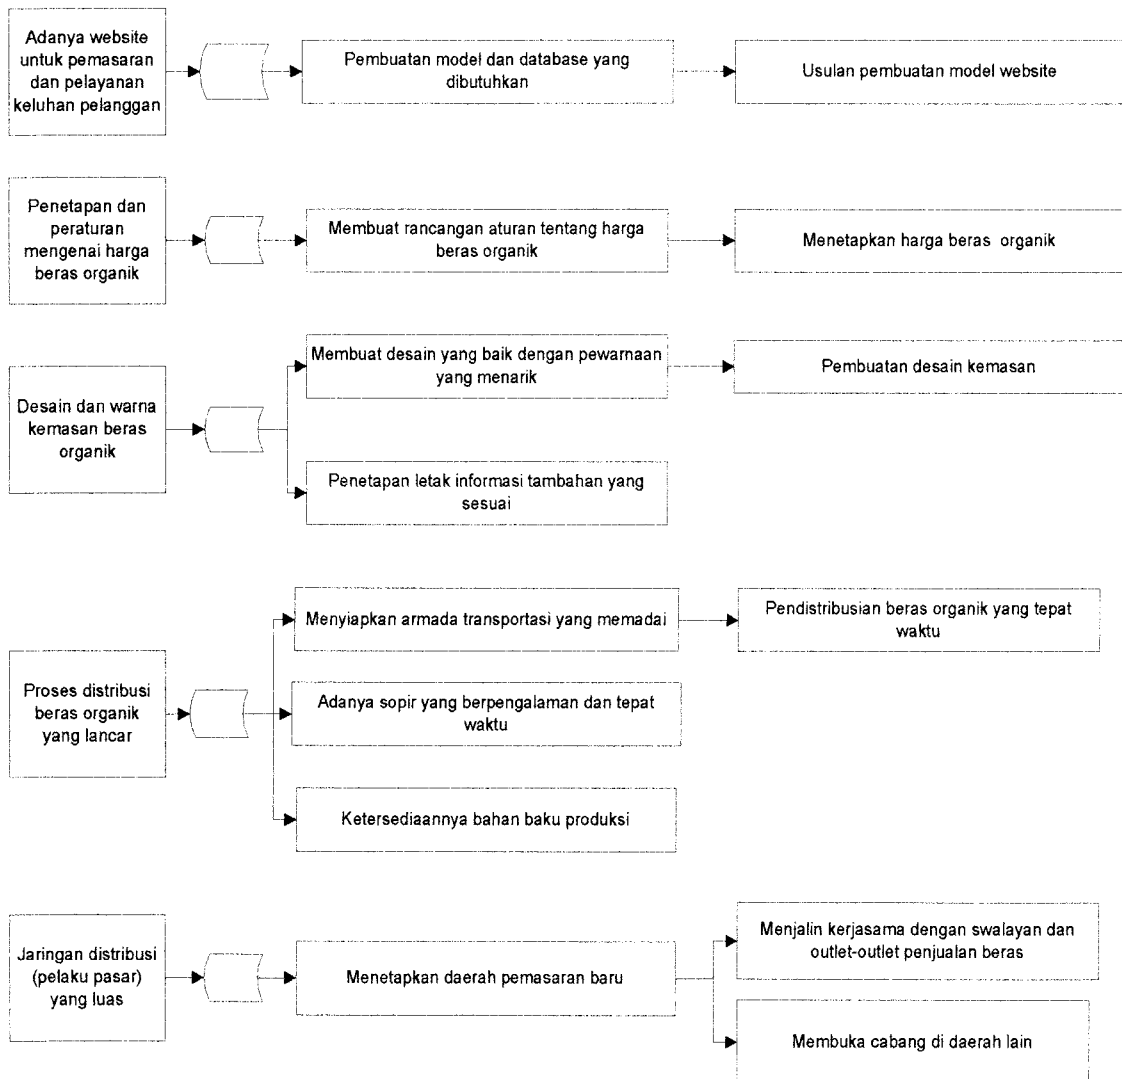 Adanya website
untuk pemasaran
dan pelayanan
keluhan pelanggan
Pembuatan model dan database yang
dibutuhkan
Usulan pembuatan model website
Penetapan dan
peraturan
mengenai harga
beras organik
Membuat rancangan aturan tentang harga
beras organik
Menetapkan harga beras organik
Desain dan warna
kemasan beras
organik
Membuat desain yang baik dengan pewarnaan
yang menarik
Pembuatan desain kemasan
Penetapan letak informasi tambahan yang
sesuai
Proses distribusi
beras organik
yang lancar
Menyiapkan armada transportasi yang memadai
Pendistribusian beras organik yang tepat
waktu
Adanya sopir yang berpengalaman dan tepat
waktu
Ketersediaannya bahan baku produksi
Jaringan distribusi
(pelaku pasar)
yang luas
Menetapkan daerah pemasaran baru
Menjalin kerjasama dengan swalayan dan
outlet-outlet penjualan beras
Membuka cabang di daerah lain